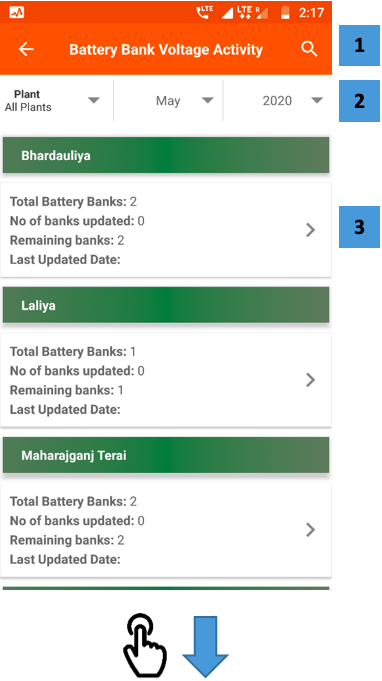 LTE LTE R 2:17
Battery Bank Voltage Activity
1
Plant
All Plants
May
2020
2
Bhardauliya
Total Battery Banks: 2
No of banks updated: 0
Remaining banks: 2
Last Updated Date:
3
Laliya
Total Battery Banks: 1
No of banks updated: 0
Remaining banks: 1
Last Updated Date:
Maharajganj Terai
Total Battery Banks: 2
No of banks updated: 0
Remaining banks: 2
Last Updated Date: